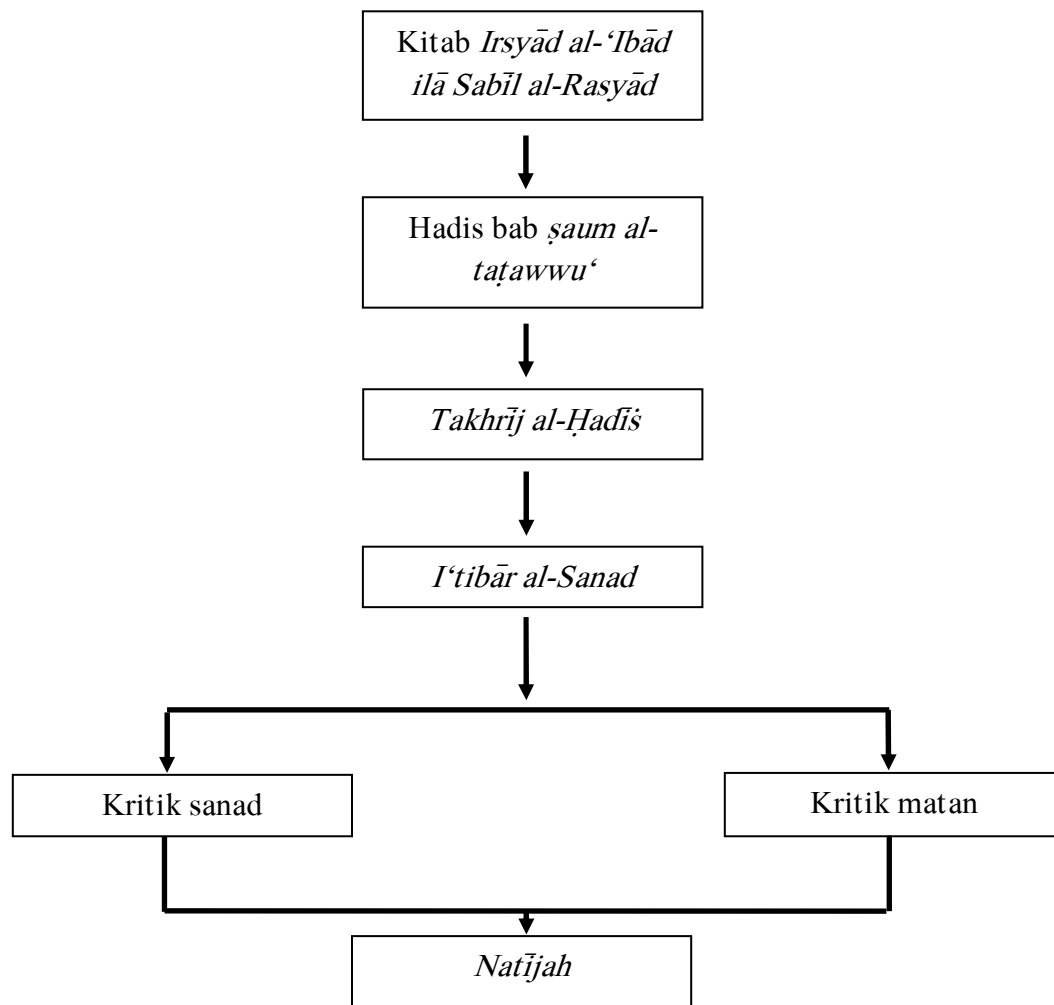 Kitab Irsyād al-‘Ibād
ilā Sabīl al-Rasyād
Hadis bab ṣaum al-
taṭawwu‘
Takhrīj al-Ḥadīṡ
I‘tibār al-Sanad
Kritik sanad
Kritik matan
Natījah